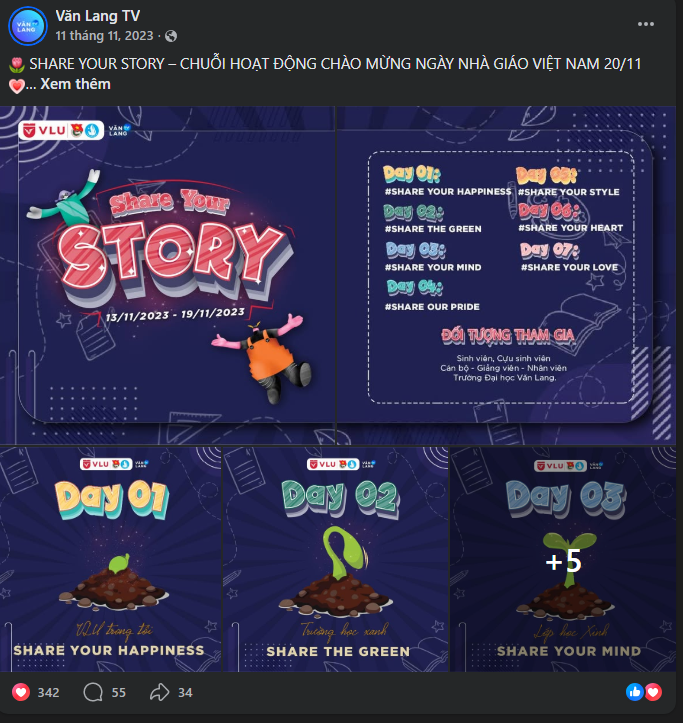 Văn Lang TV
11 tháng 11, 2023
SHARE YOUR STORY – CHUỖI HOẠT ĐỘNG CHÀO MỪNG NGÀY NHÀ GIÁO VIỆT NAM 20/11
... Xem thêm
VLU VĂN LANG
Share Your
STORY
13/11/2023 - 19/11/2023
Day 01:
#SHARE YOUR HAPPINESS
Day 02:
#SHARE THE GREEN
Day 03:
#SHARE YOUR MIND
Day 04:
#SHARE OUR PRIDE
Day 05:
#SHARE YOUR STYLE
Day 06:
#SHARE YOUR HEART
Day 07:
#SHARE YOUR LOVE
ĐỐI TƯỢNG THAM GIA
Sinh viên, Cựu sinh viên
Cán bộ - Giảng viên - Nhân viên
Trường Đại học Văn Lang.
VLU VĂN LANG
Day 01
VLU trong tôi
SHARE YOUR HAPPINESS
VLU VĂN LANG
Day 02
Trường học xanh
SHARE THE GREEN
VLU VĂN LANG
Day 03
+5
Lớp học Xinh
SHARE YOUR MIND
342 55 34